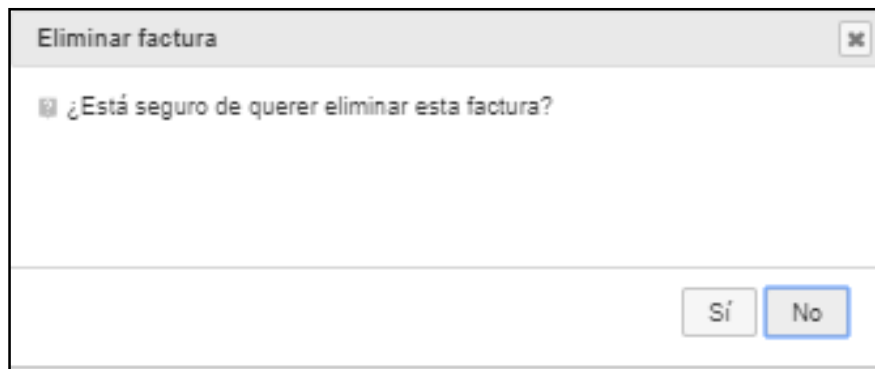 Eliminar factura
¿Está seguro de querer eliminar esta factura?
Sí
No